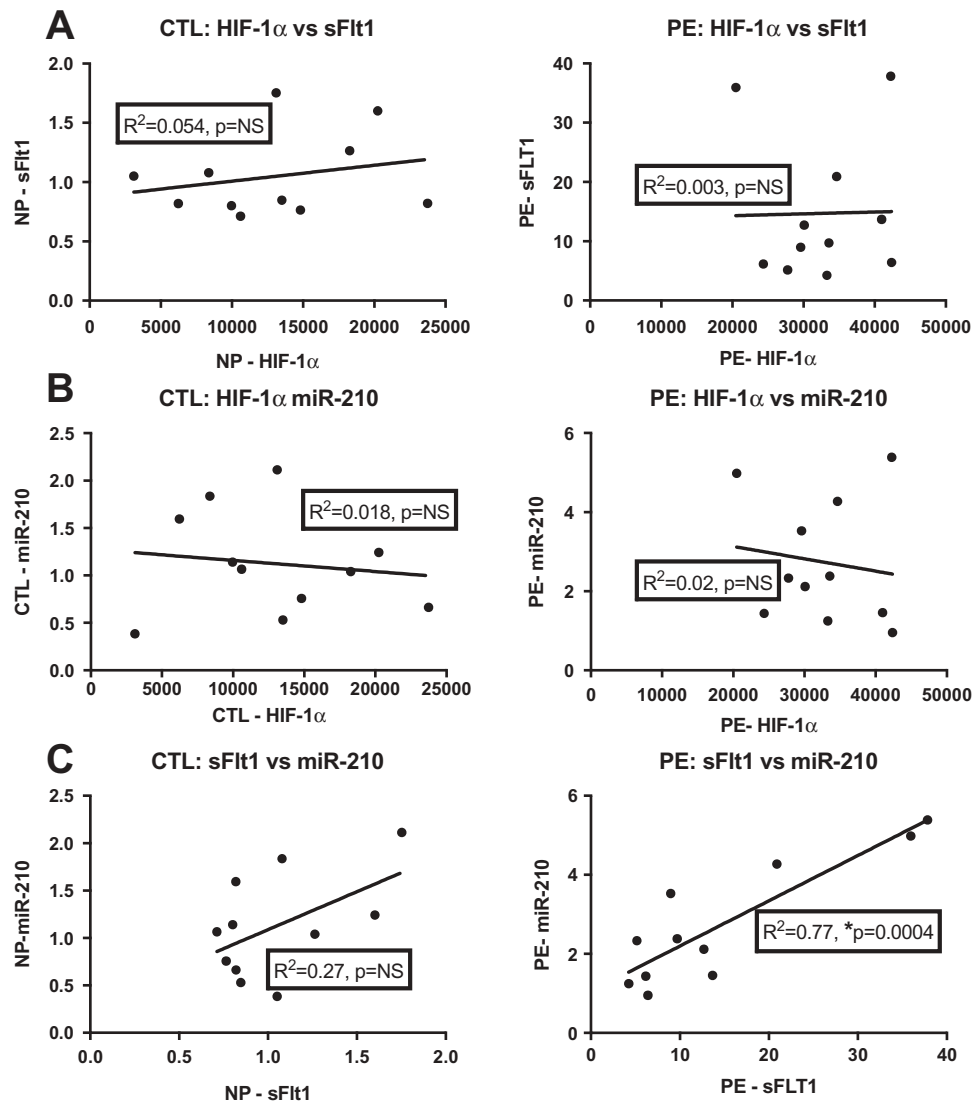 A
CTL: HIF-1α vs sFlt1
2.0
1.5
1.0
0.5
0.0
NP - sFlt1
R²=0.054, p=NS
0 5000 10000 15000 20000 25000
NP - HIF-1α
PE: HIF-1α vs sFlt1
40
30
20
10
0
PE- sFLT1
R²=0.003, p=NS
0 10000 20000 30000 40000 50000
PE- HIF-1α
B
CTL: HIF-1α miR-210
2.5
2.0
1.5
1.0
0.5
0.0
CTL - miR-210
R²=0.018, p=NS
0 5000 10000 15000 20000 25000
CTL - HIF-1α
PE: HIF-1α vs miR-210
6
4
2
0
PE- miR-210
R²=0.02, p=NS
0 10000 20000 30000 40000 50000
PE- HIF-1α
C
CTL: sFlt1 vs miR-210
2.5
2.0
1.5
1.0
0.5
0.0
NP-miR-210
R²=0.27, p=NS
0.0 0.5 1.0 1.5 2.0
NP - sFlt1
PE: sFlt1 vs miR-210
6
4
2
0
PE- miR-210
R²=0.77, *p=0.0004
0 10 20 30 40
PE - sFLT1